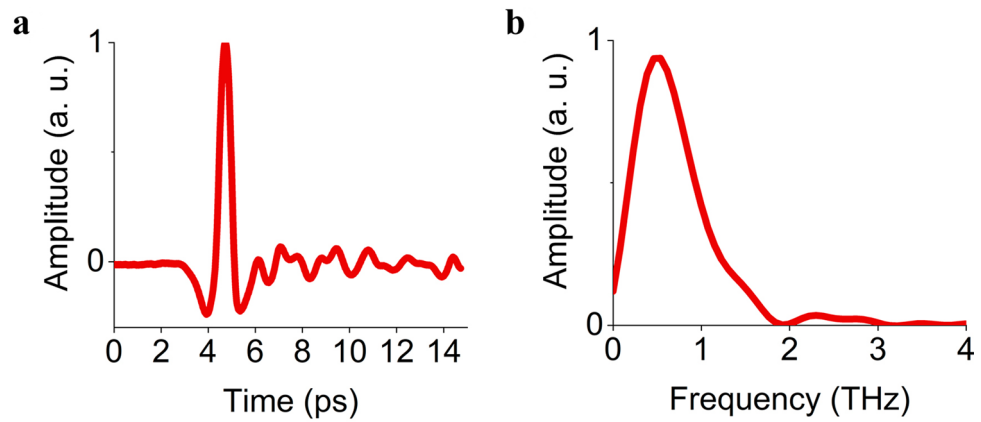 a
b
1
0
Amplitude (a. u.)
0 2 4 6 8 10 12 14
Time (ps)
1
0
Amplitude (a. u.)
0 1 2 3 4
Frequency (THz)